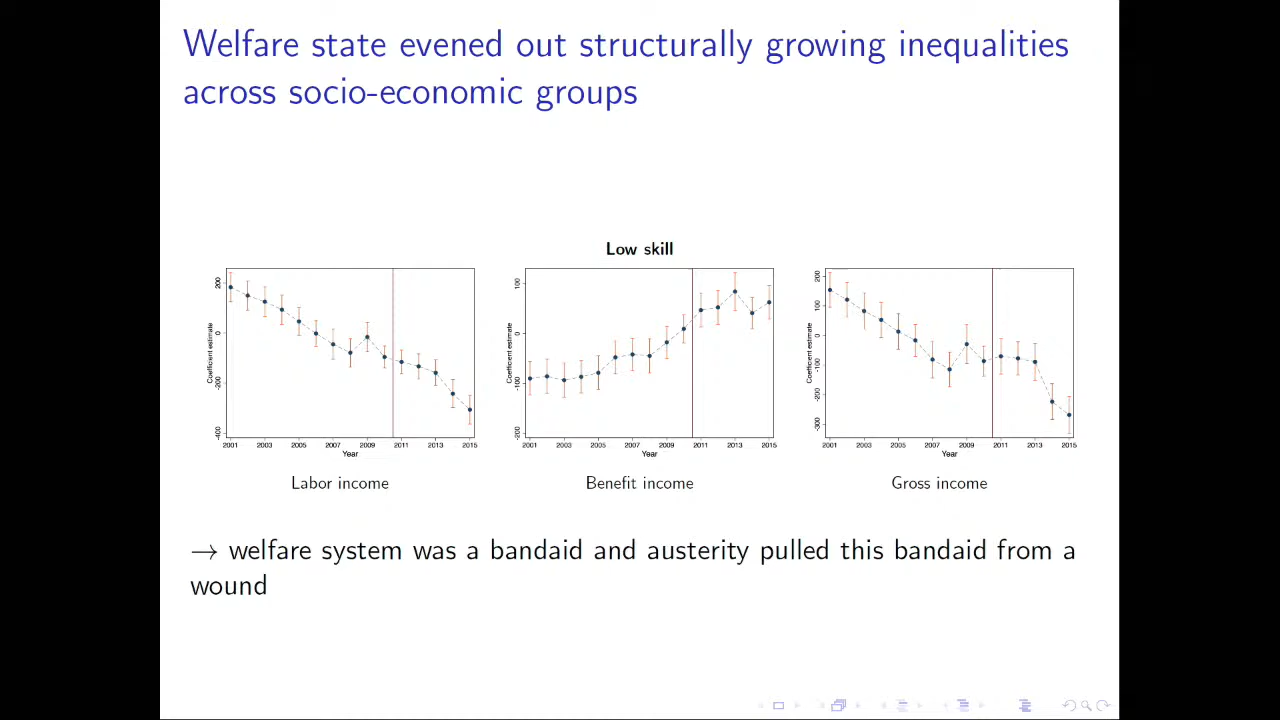 Welfare state evened out structurally growing inequalities
across socio-economic groups
Low skill
Coefficient estimate
200
0
-200
-400
2001 2003 2005 2007 2009 2011 2013 2015
Year
Labor income
Coefficient estimate
100
0
-100
-200
2001 2003 2005 2007 2009 2011 2013 2015
Year
Benefit income
Coefficient estimate
200
100
0
-100
-200
-300
2001 2003 2005 2007 2009 2011 2013 2015
Year
Gross income
→ welfare system was a bandaid and austerity pulled this bandaid from a
wound